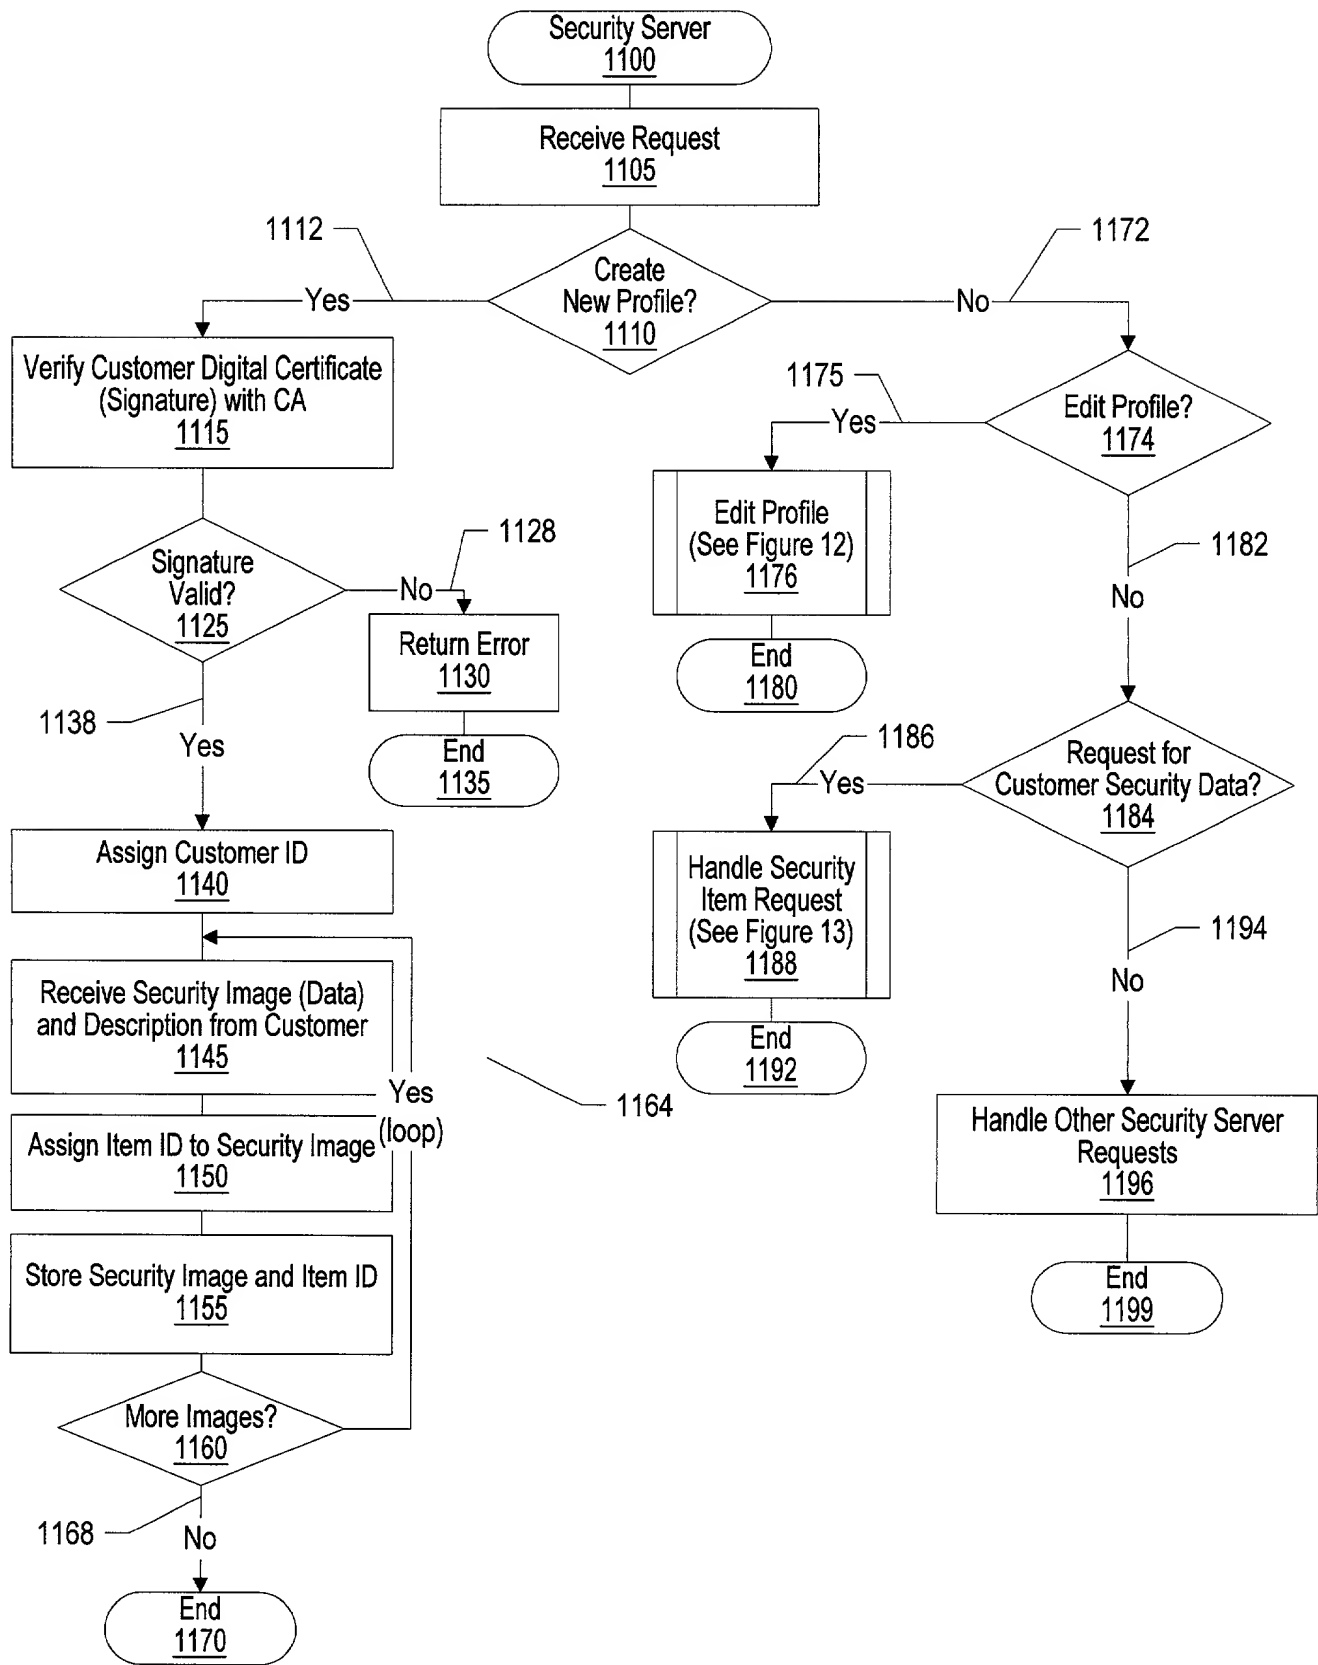 Security Server
1100
Receive Request
1105
1112
1172
Create
New Profile?
1110
Yes
No
Verify Customer Digital Certificate
(Signature) with CA
1115
1175
Edit Profile?
1174
Yes
Edit Profile
(See Figure 12)
1176
1182
No
End
1180
Signature
Valid?
1125
1128
No
Return Error
1130
End
1135
1138
Yes
1186
Request for
Customer Security Data?
1184
Yes
Handle Security
Item Request
(See Figure 13)
1188
1194
No
End
1192
Assign Customer ID
1140
Receive Security Image (Data)
and Description from Customer
1145
Yes
(loop)
1164
Assign Item ID to Security Image
1150
Handle Other Security Server
Requests
1196
Store Security Image and Item ID
1155
End
1199
More Images?
1160
1168
No
End
1170